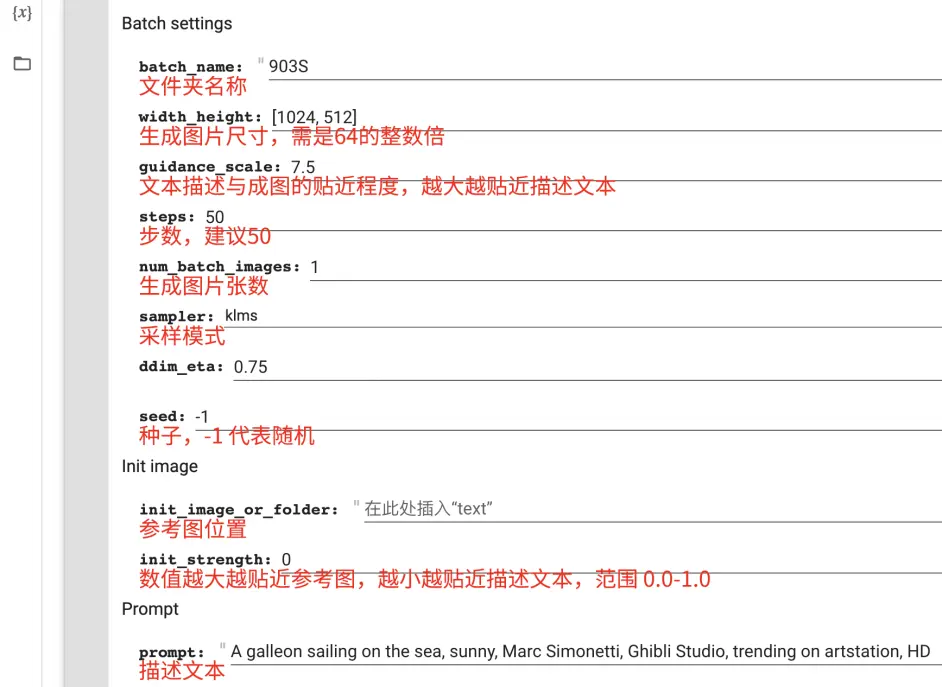 {x}
Batch settings
batch_name: " 903S
文件夹名称
width_height: [1024, 512]
生成图片尺寸，需是64的整数倍
guidance_scale: 7.5
文本描述与成图的贴近程度，越大越贴近描述文本
steps: 50
步数，建议50
num_batch_images: 1
生成图片张数
sampler: klms
采样模式
ddim_eta: 0.75
seed: -1
种子，-1 代表随机
Init image
init_image_or_folder: " 在此处插入“text”
参考图位置
init_strength: 0
数值越大越贴近参考图，越小越贴近描述文本，范围 0.0-1.0
Prompt
prompt: " A galleon sailing on the sea, sunny, Marc Simonetti, Ghibli Studio, trending on artstation, HD
描述文本